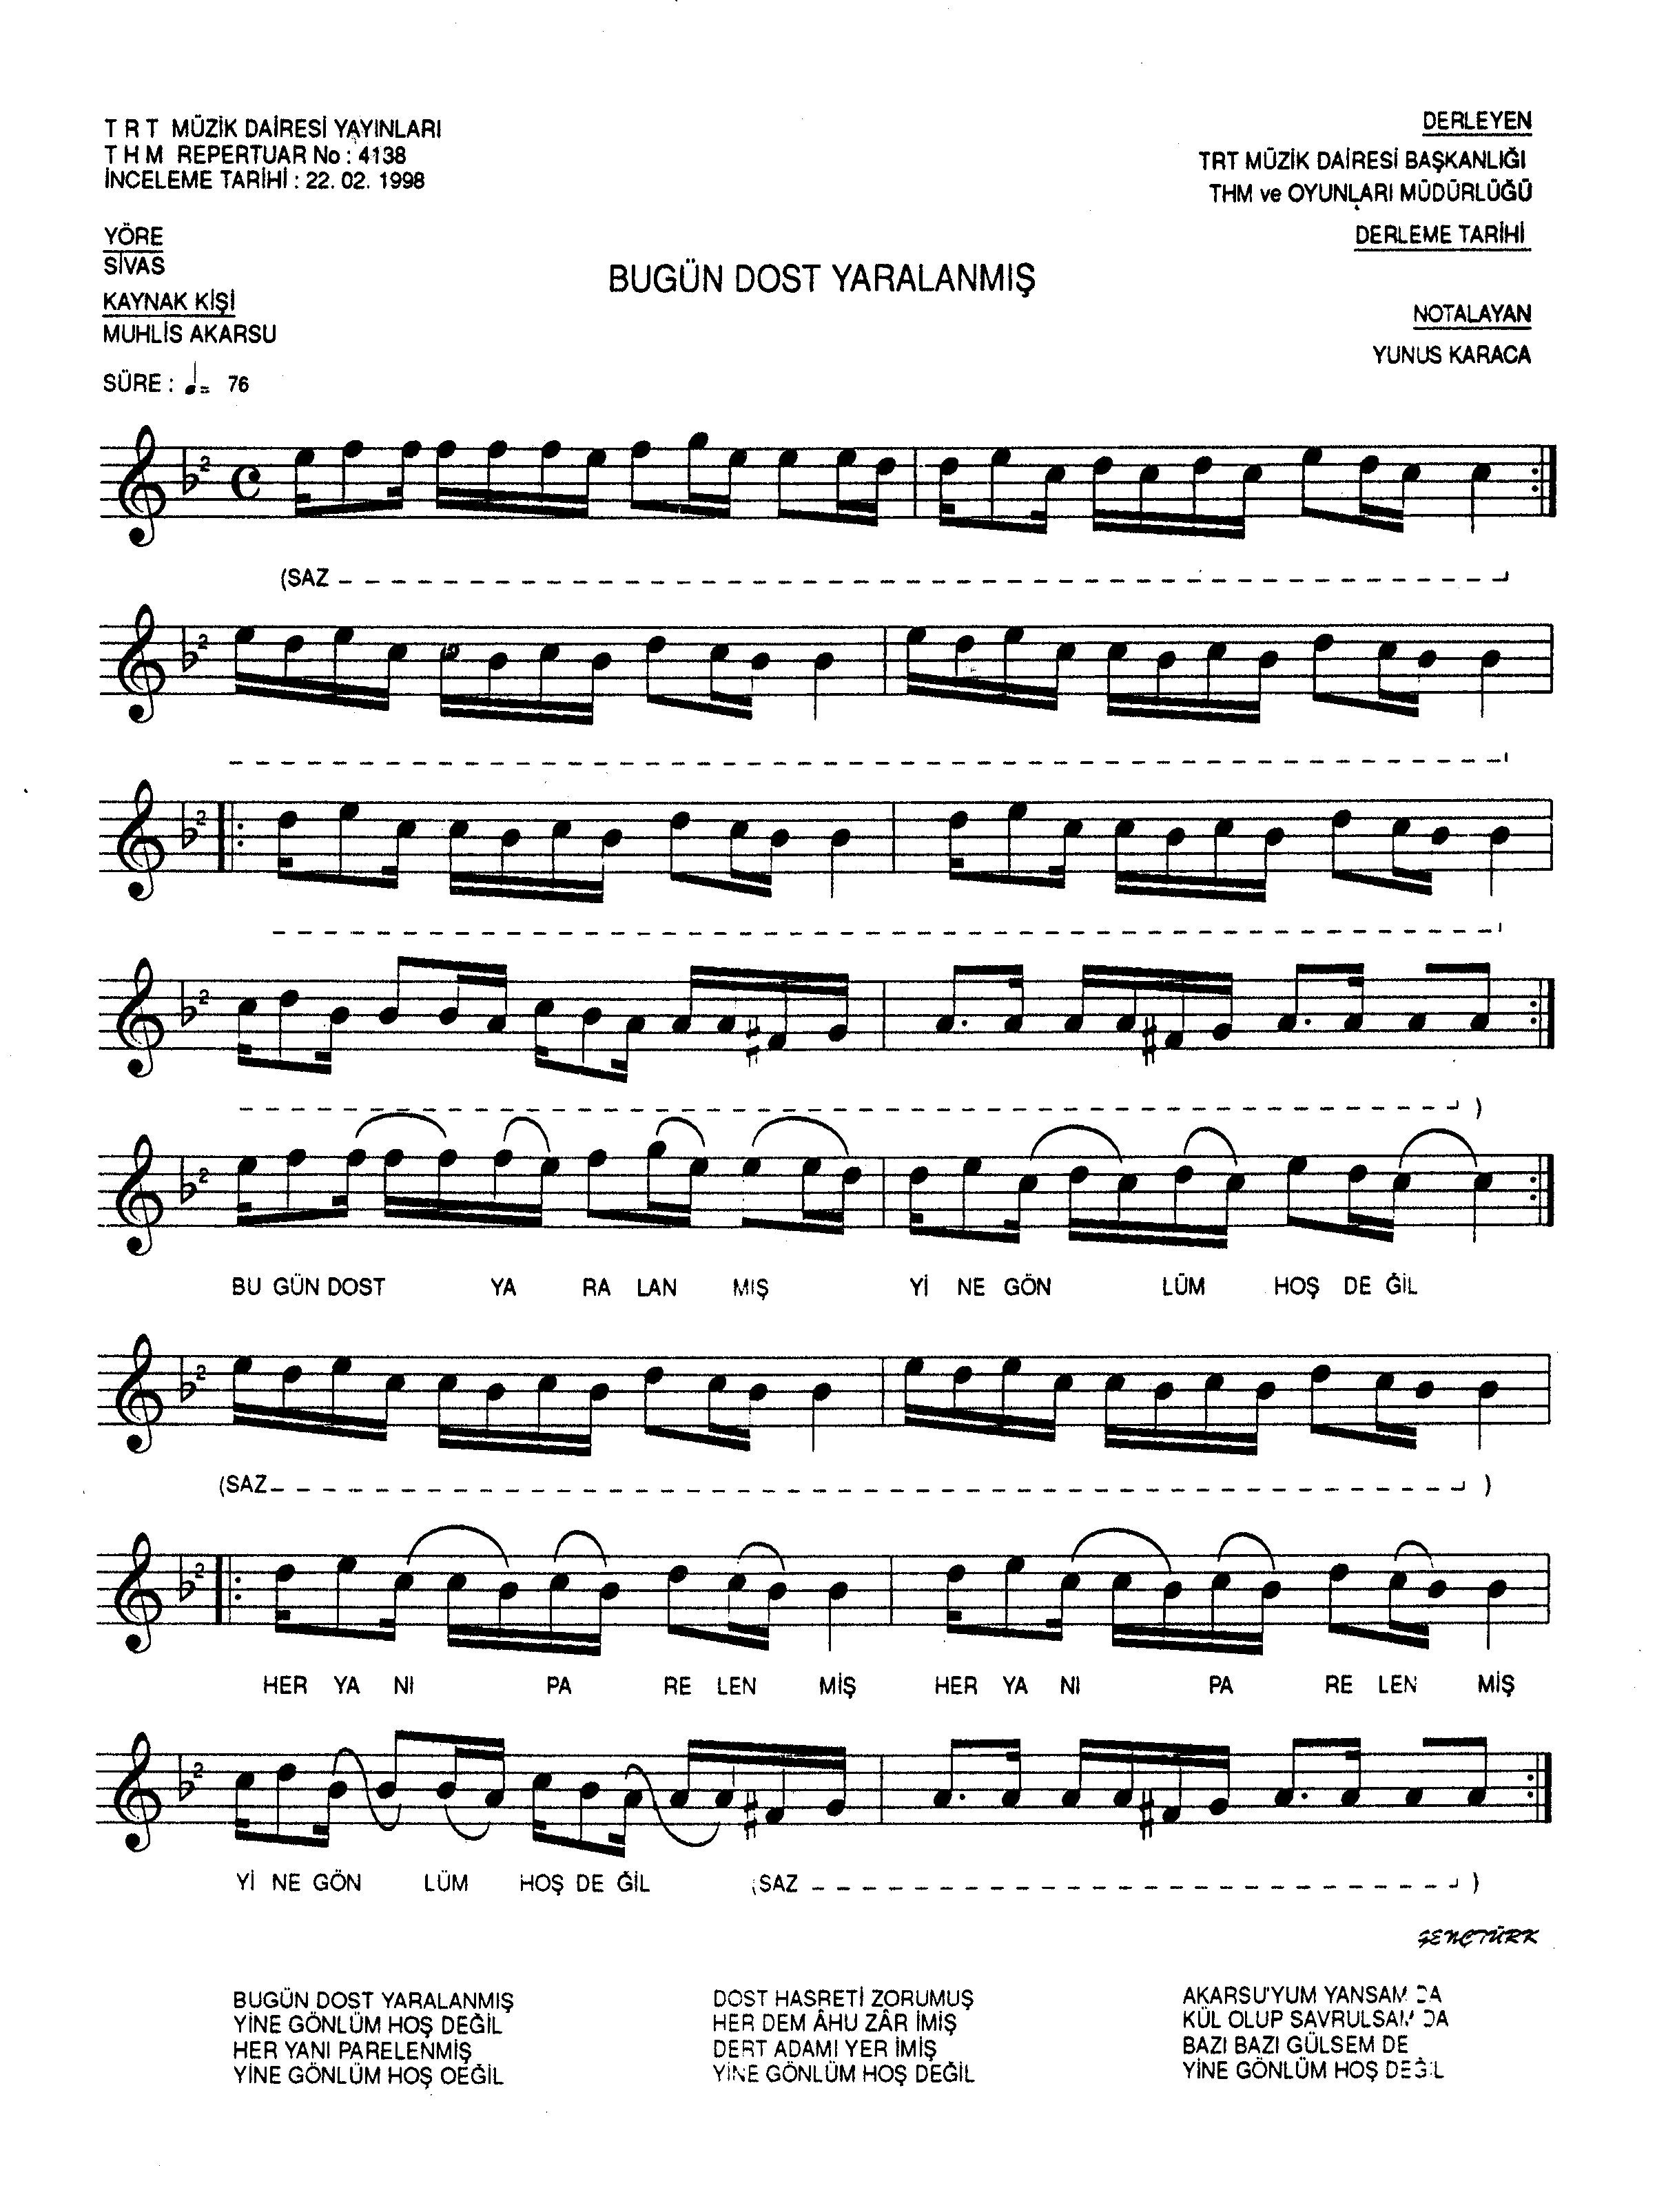 T R T MÜZİK DAİRESİ YAYINLARI
T H M REPERTUAR No : 4138
İNCELEME TARİHİ : 22. 02. 1998
DERLEYEN
TRT MÜZİK DAİRESİ BAŞKANLIĞI
THM ve OYUNLARI MÜDÜRLÜĞÜ
DERLEME TARİHİ
YÖRE
SİVAS
KAYNAK KİŞİ
MUHLİS AKARSU
BUGÜN DOST YARALANMIŞ
NOTALAYAN
YUNUS KARACA
SÜRE : ♩= 76
(SAZ
BU GÜN DOST YA RA LAN MIŞ Yİ NE GÖN LÜM HOŞ DE ĞİL
(SAZ )
HER YA NI PA RE LEN MİŞ HER YA NI PA RE LEN MİŞ
Yİ NE GÖN LÜM HOŞ DE ĞİL (SAZ )
GENÇTÜRK
BUGÜN DOST YARALANMIŞ
YİNE GÖNLÜM HOŞ DEĞİL
HER YANI PARELENMİŞ
YİNE GÖNLÜM HOŞ OEĞİL
DOST HASRETİ ZORUMUŞ
HER DEM ÂHU ZÂR İMİŞ
DERT ADAMI YER İMİŞ
YİNE GÖNLÜM HOŞ DEĞİL
AKARSU'YUM YANSAM DA
KÜL OLUP SAVRULSAM DA
BAZI BAZI GÜLSEM DE
YİNE GÖNLÜM HOŞ DEĞİL